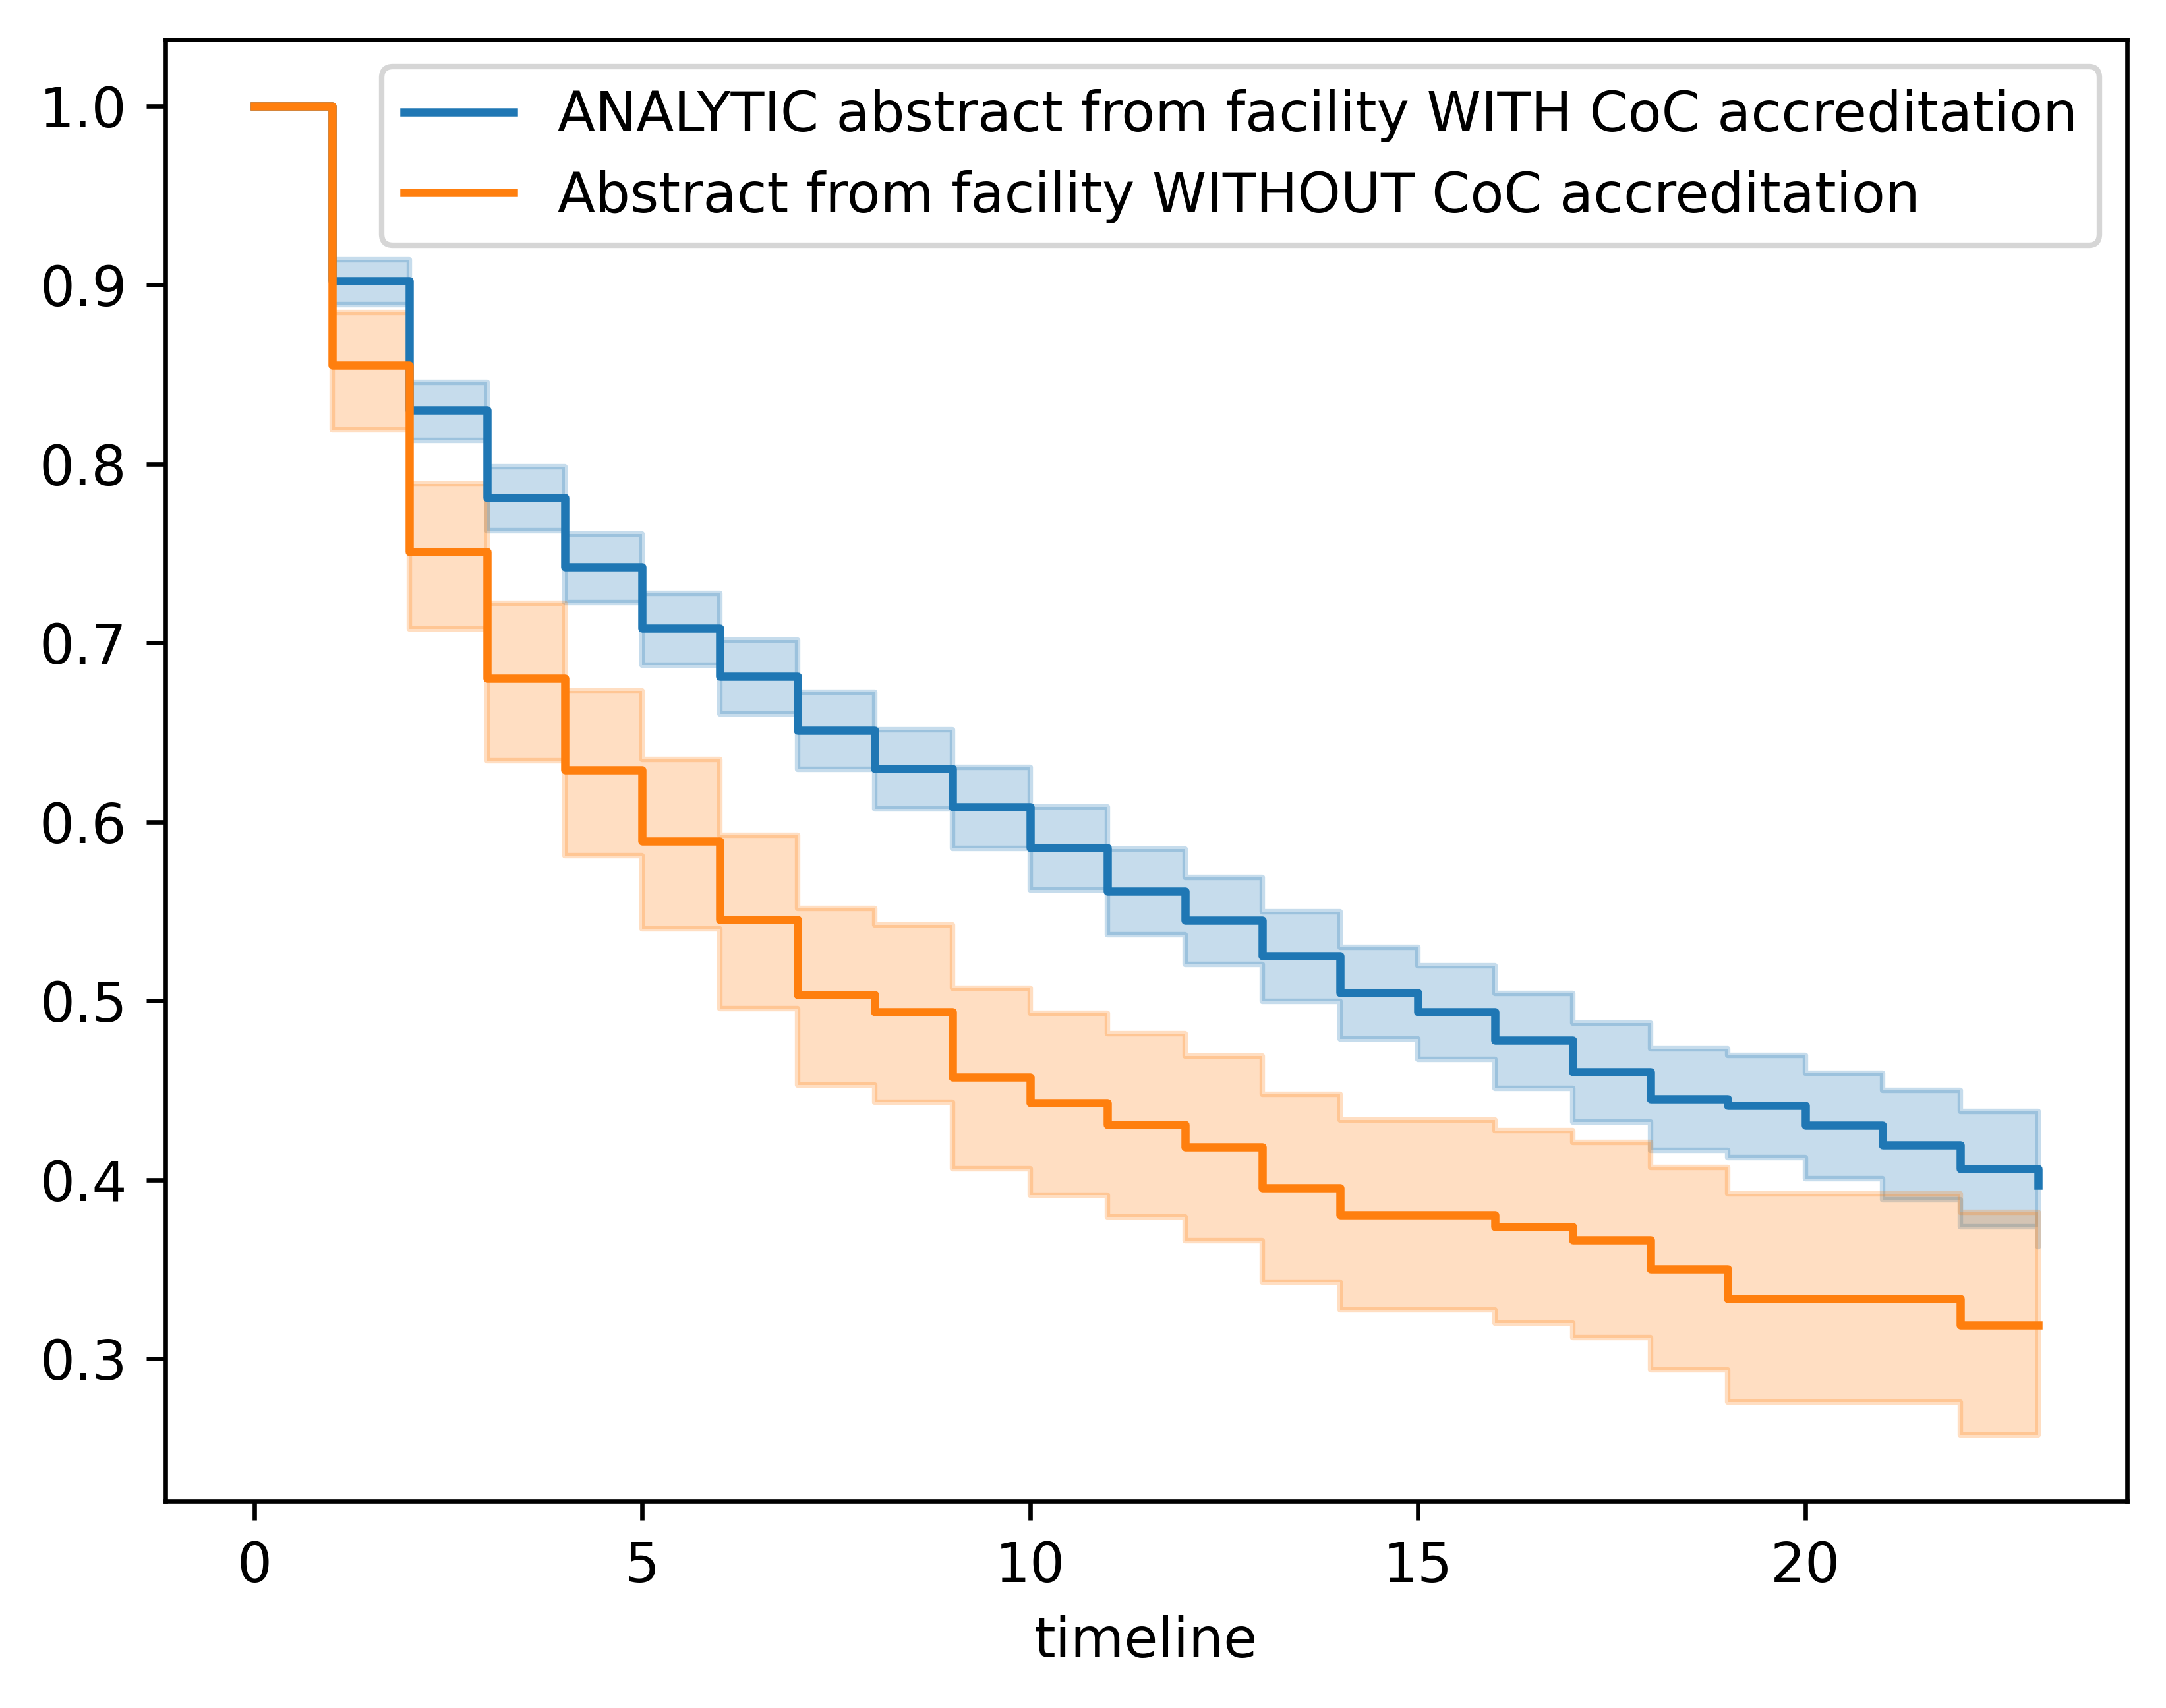 ANALYTIC abstract from facility WITH CoC accreditation
Abstract from facility WITHOUT CoC accreditation
1.0
0.9
0.8
0.7
0.6
0.5
0.4
0.3
0 5 10 15 20
timeline